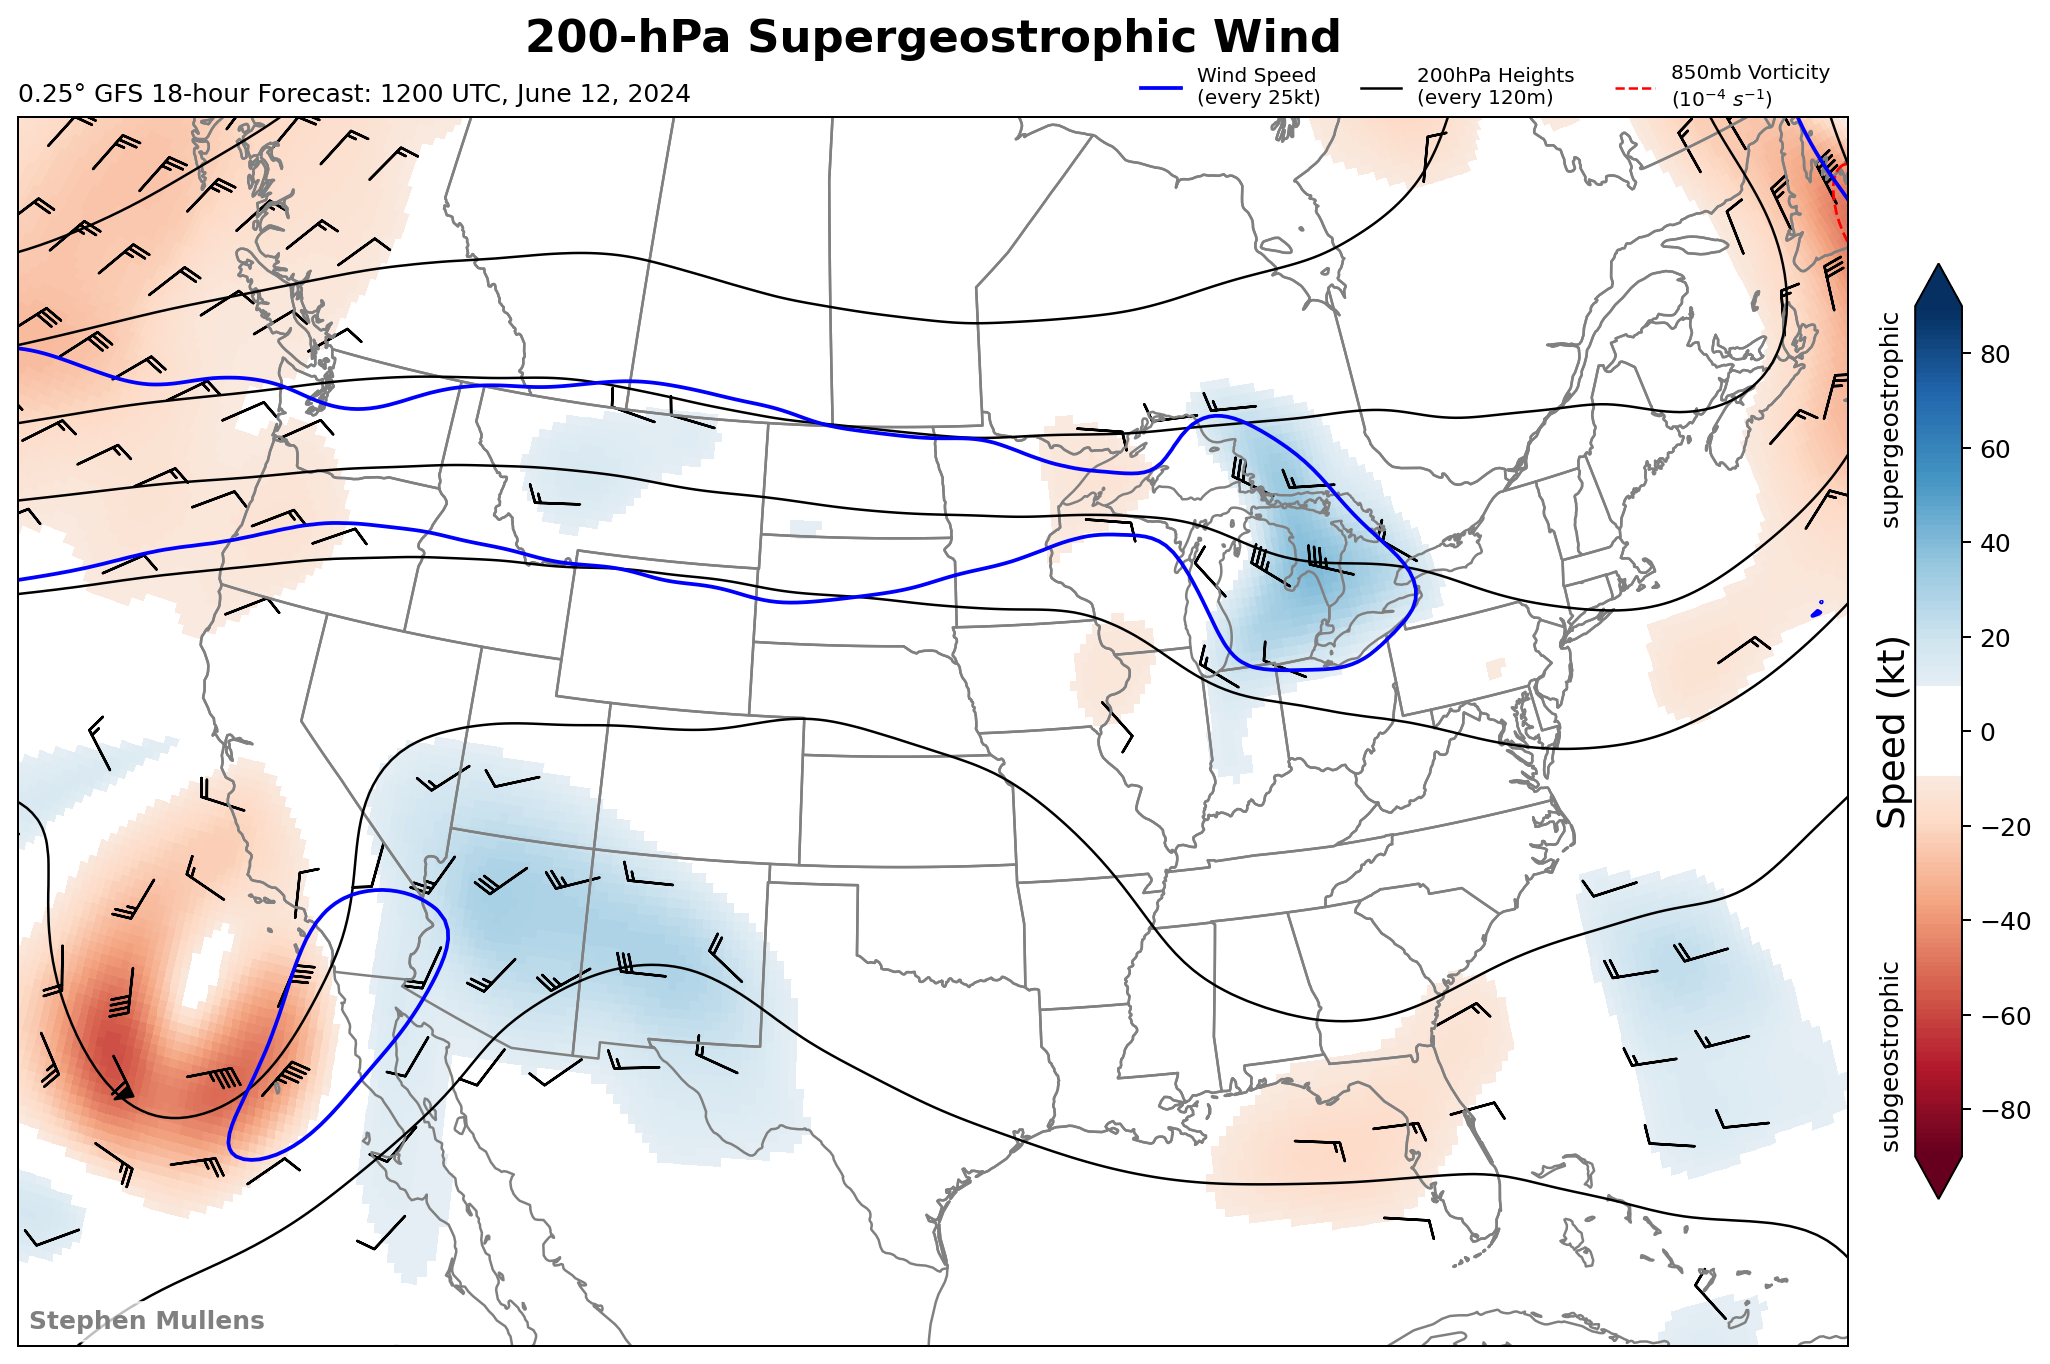 200-hPa Supergeostrophic Wind
0.25° GFS 18-hour Forecast: 1200 UTC, June 12, 2024
Wind Speed
(every 25kt)
200hPa Heights
(every 120m)
850mb Vorticity
(10⁻⁴ s⁻¹)
supergeostrophic
Speed (kt)
subgeostrophic
80
60
40
20
0
−20
−40
−60
−80
Stephen Mullens